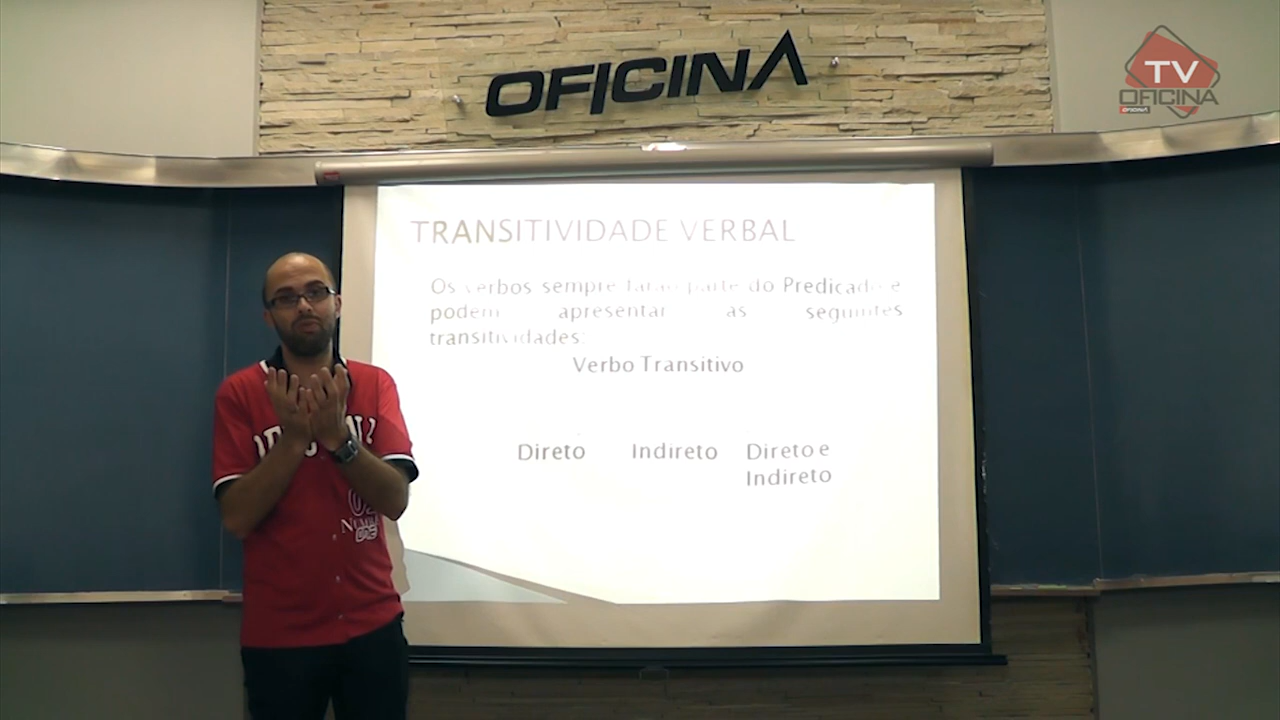 OFICINA
TV
OFICINA
TRANSITIVIDADE VERBAL
Os verbos sempre farão parte do Predicado e
podem apresentar as seguintes
transitividades:
Verbo Transitivo
Direto Indireto Direto e
Indireto